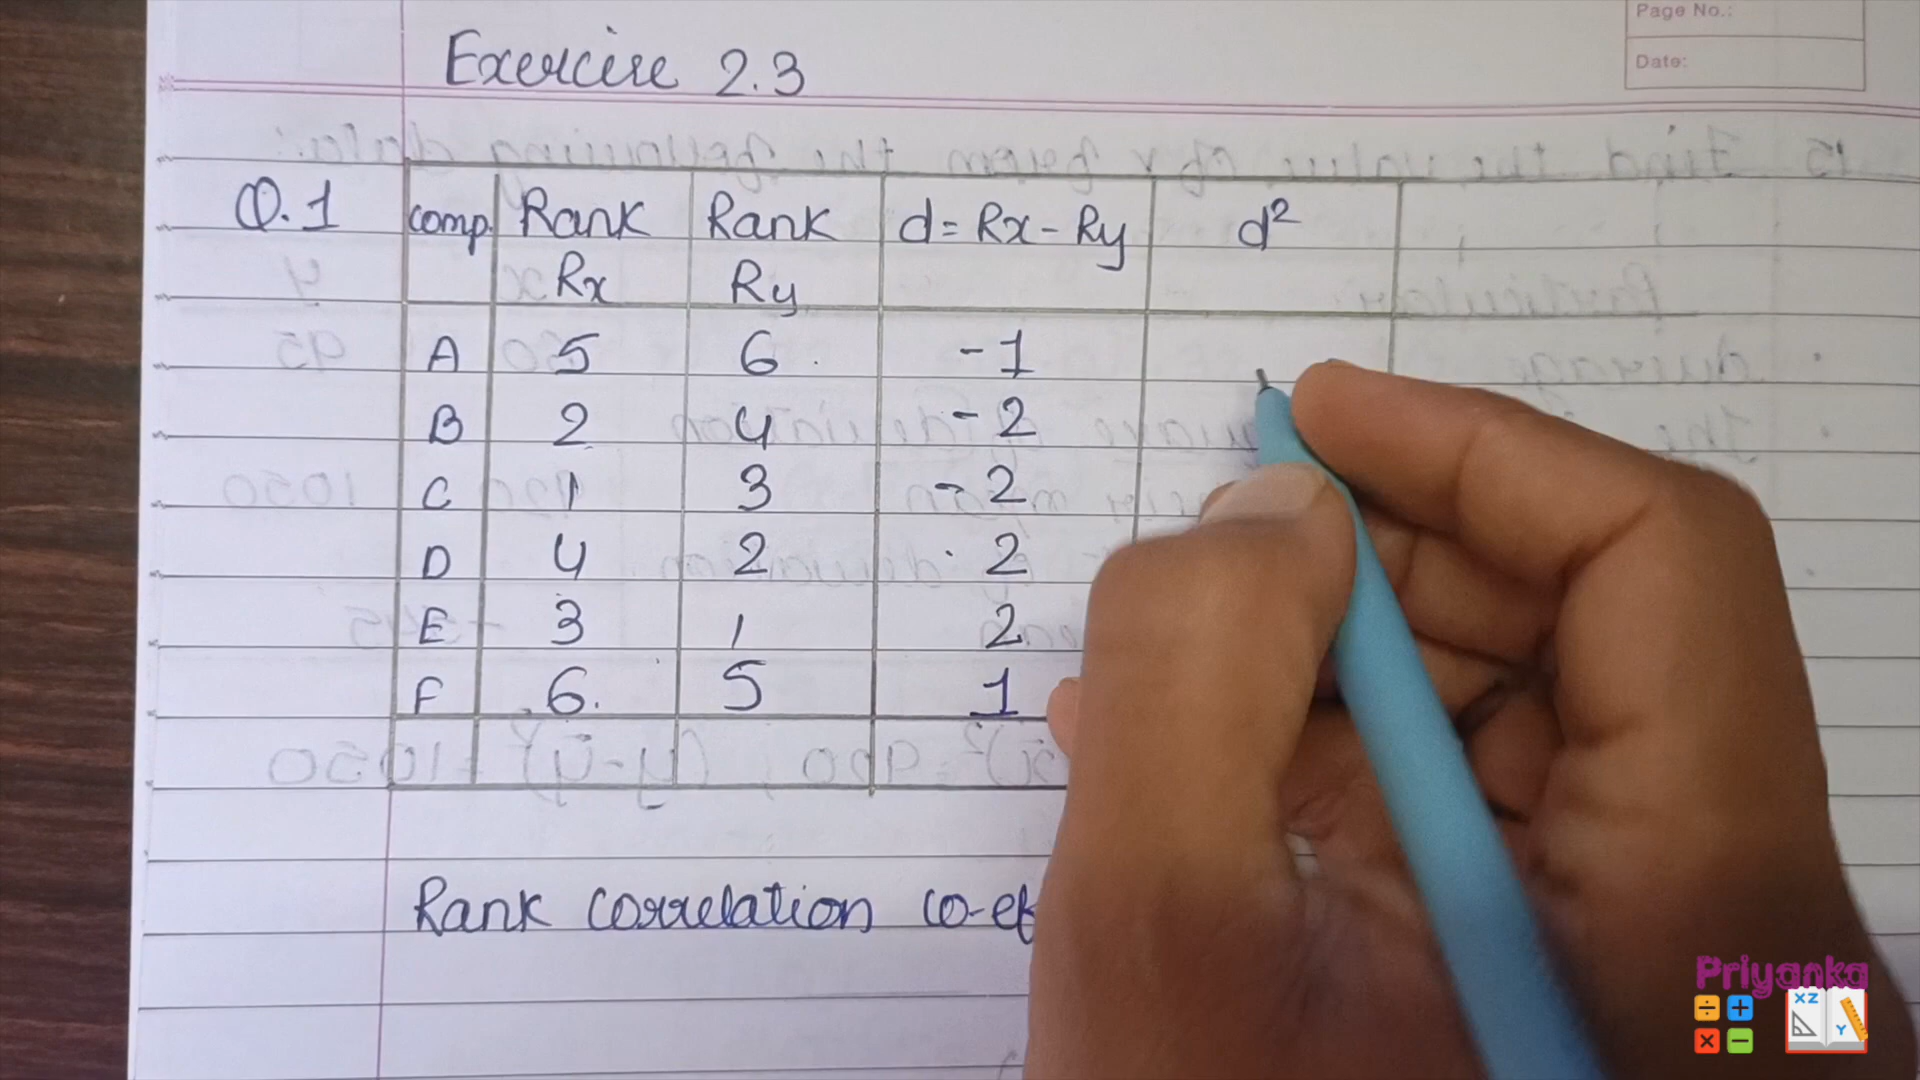 Page No.:
Date:
Exercise 2.3
Q.1 comp. Rank Rank d = Rx - Ry d²
Rx Ry
A 5 6 -1
B 2 4 -2
C 1 3 -2
D 4 2 2
E 3 1 2
F 6 5 1
Rank correlation co-ef
Priyanka
XZ
Y